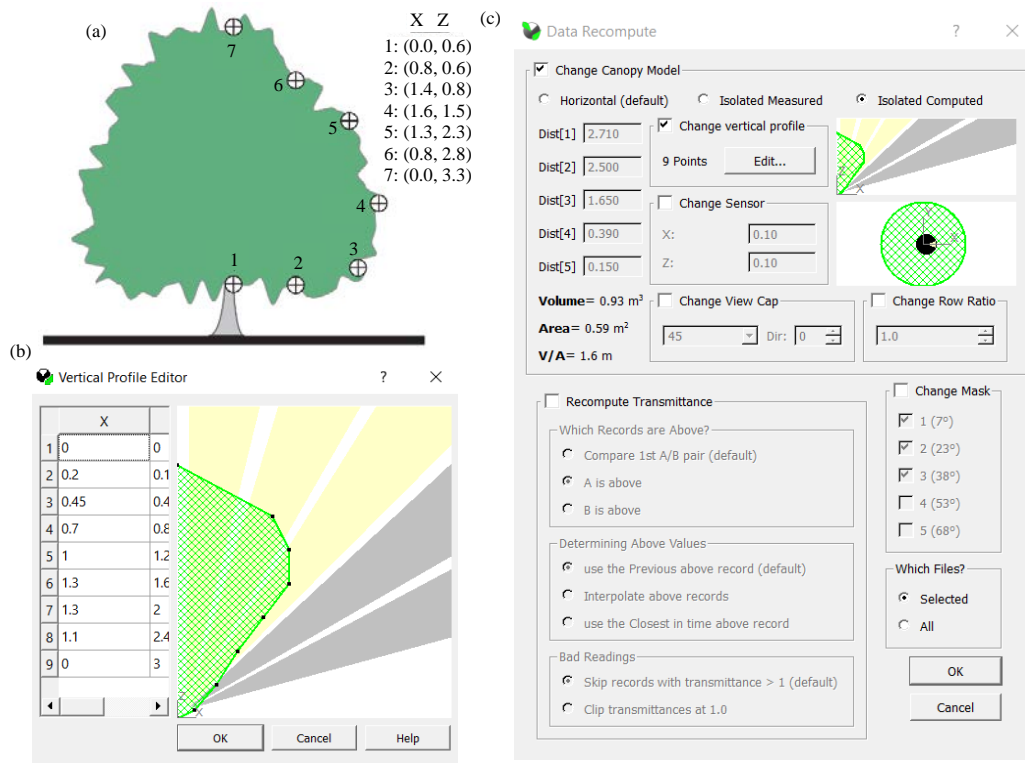 (a)
X Z
1: (0.0, 0.6)
2: (0.8, 0.6)
3: (1.4, 0.8)
4: (1.6, 1.5)
5: (1.3, 2.3)
6: (0.8, 2.8)
7: (0.0, 3.3)
7
6
5
4
3
2
1
(b)
Vertical Profile Editor ? ×
X
1 0 0
2 0.2 0.1
3 0.45 0.4
4 0.7 0.8
5 1 1.2
6 1.3 1.6
7 1.3 2
8 1.1 2.4
9 0 3
Z
X
OK Cancel Help
(c)
Data Recompute ? ×
Change Canopy Model
Horizontal (default) Isolated Measured Isolated Computed
Dist[1] 2.710
Dist[2] 2.500
Dist[3] 1.650
Dist[4] 0.390
Dist[5] 0.150
Change vertical profile
9 Points Edit...
Change Sensor
X: 0.10
Z: 0.10
Z
X
Y
X
Volume= 0.93 m³
Area= 0.59 m²
V/A= 1.6 m
Change View Cap
45 Dir: 0
Change Row Ratio
1.0
Recompute Transmittance
Which Records are Above?
Compare 1st A/B pair (default)
A is above
B is above
Determining Above Values
use the Previous above record (default)
Interpolate above records
use the Closest in time above record
Bad Readings
Skip records with transmittance > 1 (default)
Clip transmittances at 1.0
Change Mask
1 (7º)
2 (23º)
3 (38º)
4 (53º)
5 (68º)
Which Files?
Selected
All
OK
Cancel